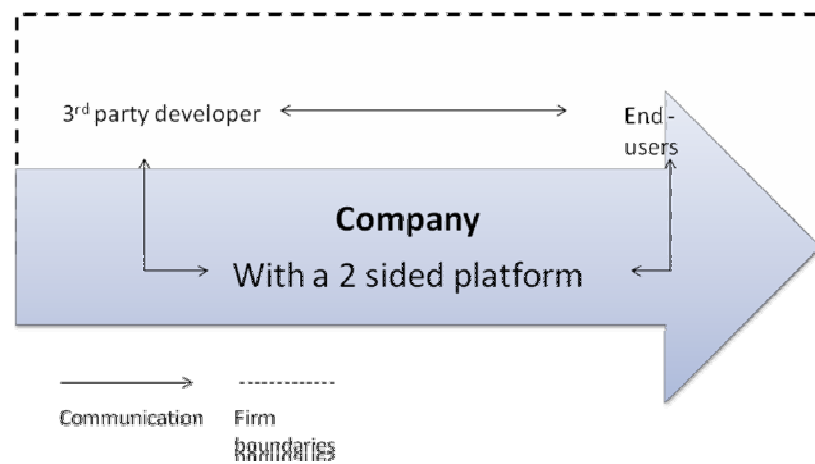 3rd party developer
End-
users
Company
With a 2 sided platform
Communication
Firm
boundaries